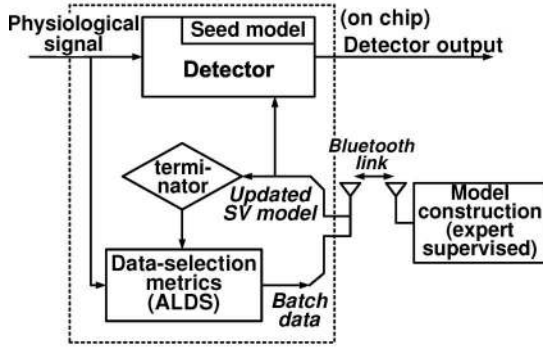 Physiological
signal
Seed model
Detector
(on chip)
Detector output
termi-
nator
Updated
SV model
Bluetooth
link
Model
construction
(expert
supervised)
Data-selection
metrics
(ALDS)
Batch
data